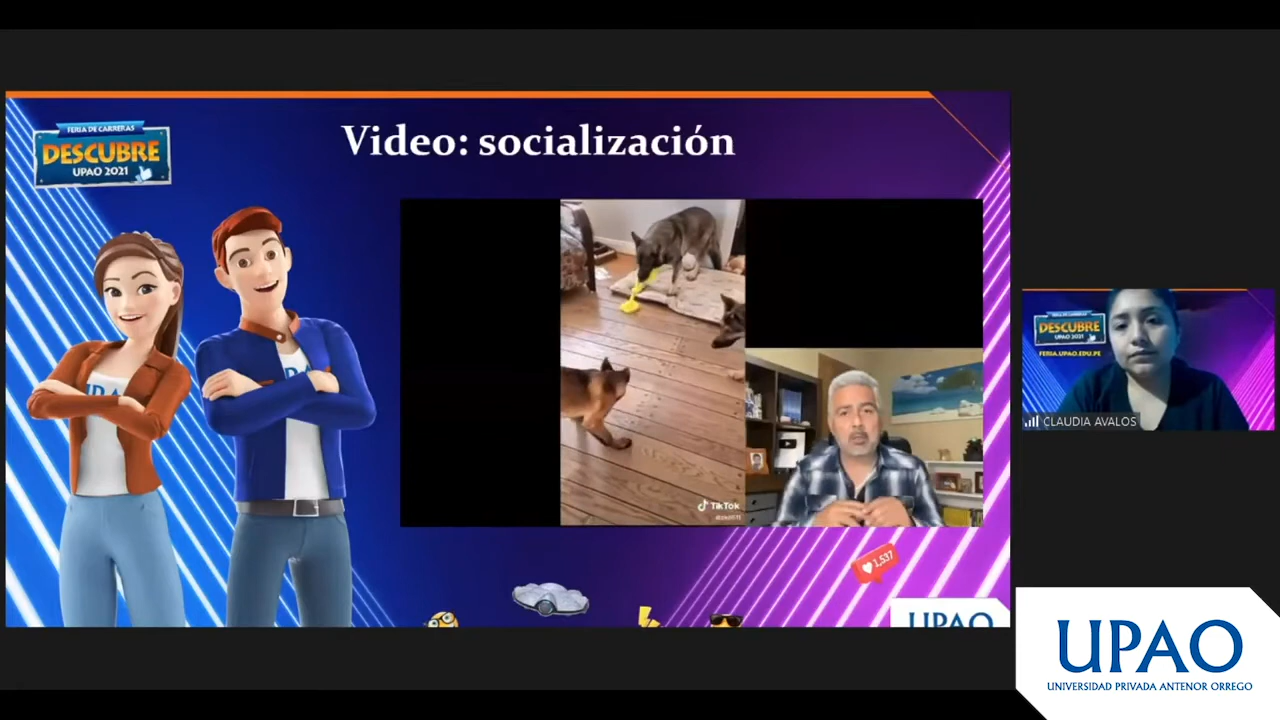 FERIA DE CARRERAS
DESCUBRE
UPAO 2021
Video: socialización
TikTok
1,537
UPAO
DESCUBRE
UPAO 2021
FERIA.UPAO.EDU.PE
CLAUDIA AVALOS
UPAO
UNIVERSIDAD PRIVADA ANTENOR ORREGO